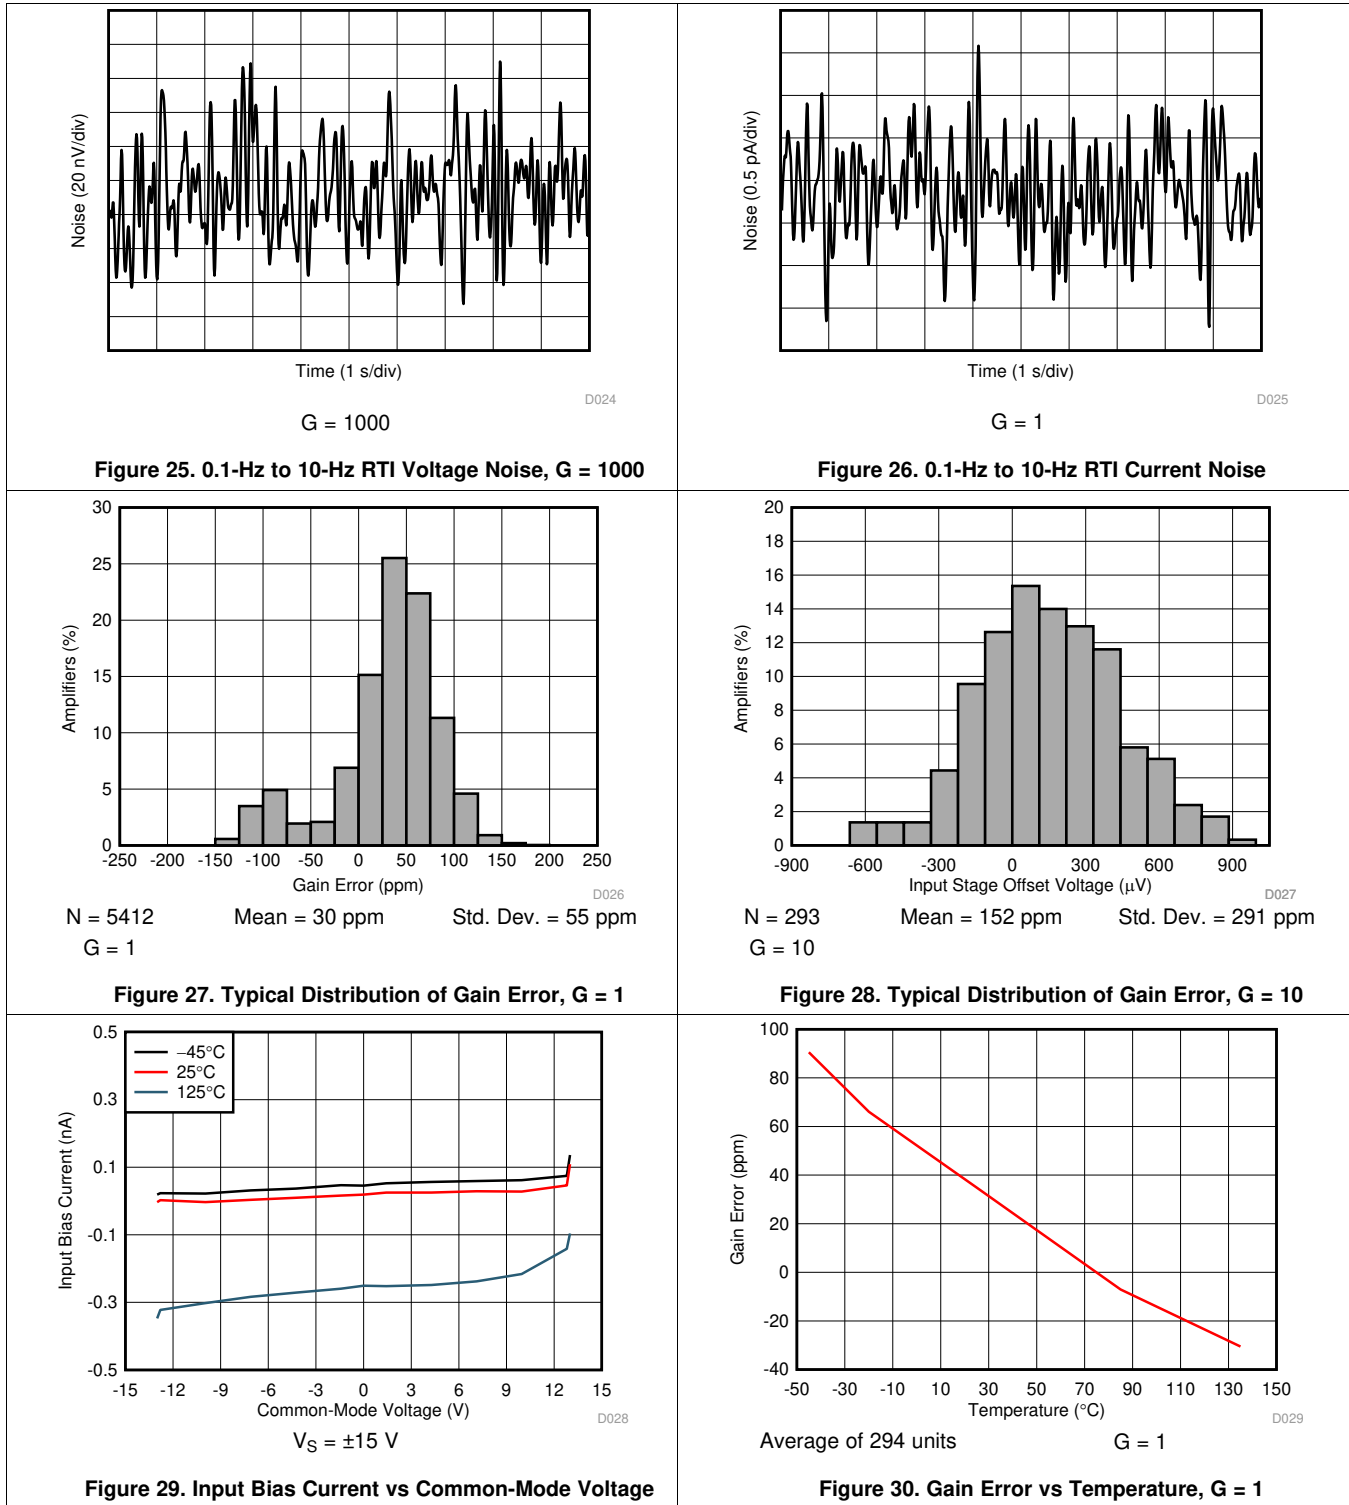 Noise (20 nV/div)
Time (1 s/div)
D024
G = 1000
Figure 25. 0.1-Hz to 10-Hz RTI Voltage Noise, G = 1000
Noise (0.5 pA/div)
Time (1 s/div)
D025
G = 1
Figure 26. 0.1-Hz to 10-Hz RTI Current Noise
30
25
20
15
10
5
0
Amplifiers (%)
-250 -200 -150 -100 -50 0 50 100 150 200 250
Gain Error (ppm)
D026
N = 5412 Mean = 30 ppm Std. Dev. = 55 ppm
G = 1
Figure 27. Typical Distribution of Gain Error, G = 1
20
18
16
14
12
10
8
6
4
2
0
Amplifiers (%)
-900 -600 -300 0 300 600 900
Input Stage Offset Voltage (μV)
D027
N = 293 Mean = 152 ppm Std. Dev. = 291 ppm
G = 10
Figure 28. Typical Distribution of Gain Error, G = 10
0.5
0.3
0.1
-0.1
-0.3
-0.5
Input Bias Current (nA)
–45°C
25°C
125°C
-15 -12 -9 -6 -3 0 3 6 9 12 15
Common-Mode Voltage (V)
D028
VS = ±15 V
Figure 29. Input Bias Current vs Common-Mode Voltage
100
80
60
40
20
0
-20
-40
Gain Error (ppm)
-50 -30 -10 10 30 50 70 90 110 130 150
Temperature (°C)
D029
Average of 294 units G = 1
Figure 30. Gain Error vs Temperature, G = 1